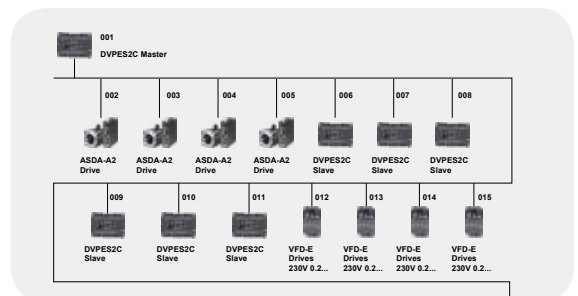 001
DVPES2C Master
002 003 004 005 006 007 008
ASDA-A2 ASDA-A2 ASDA-A2 ASDA-A2 DVPES2C DVPES2C DVPES2C
Drive Drive Drive Drive Slave Slave Slave
009 010 011 012 013 014 015
DVPES2C DVPES2C DVPES2C VFD-E VFD-E VFD-E VFD-E
Slave Slave Slave Drives Drives Drives Drives
230V 0.2... 230V 0.2... 230V 0.2... 230V 0.2...